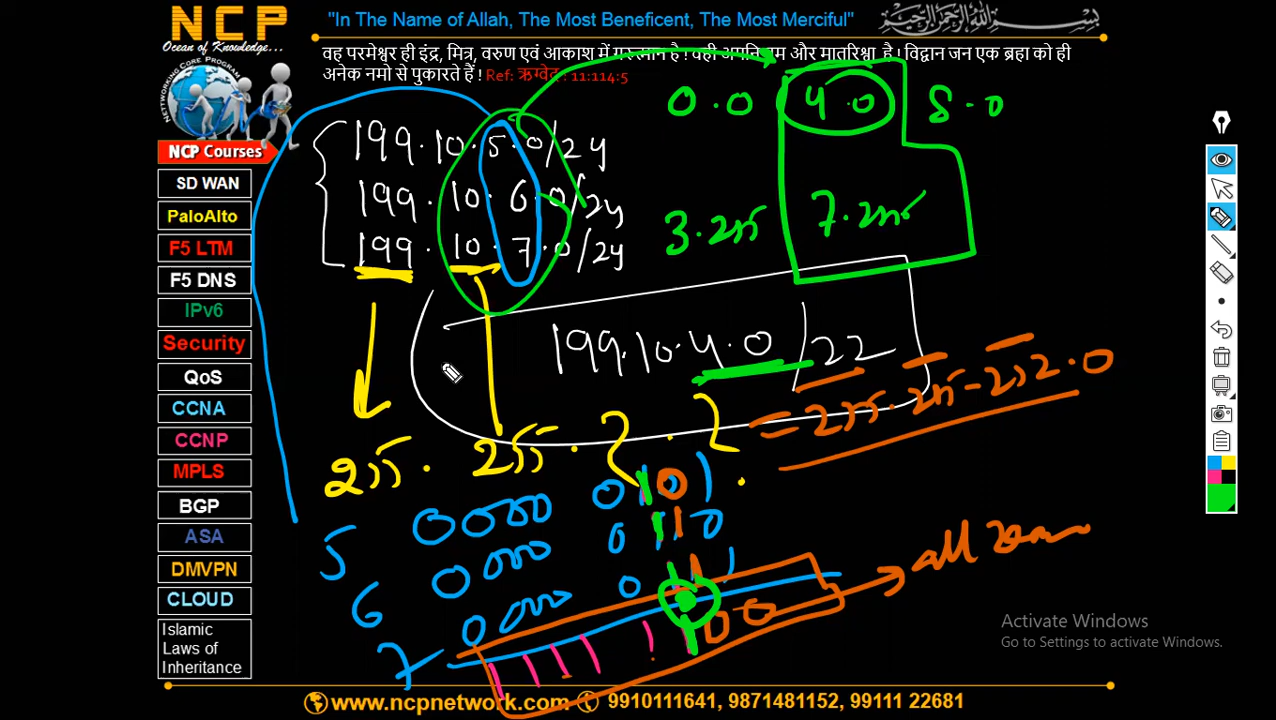 NCP
Ocean of Knowledge...
"In The Name of Allah, The Most Beneficent, The Most Merciful"
वह परमेश्वर ही इंद्र, मित्र, वरुण एवं आकाश में है ! वही और मातरिश्वा है ! विद्वान जन एक ब्रहा को ही
अनेक नमो से पुकारते हैं ! Ref: ऋग्वेद : 11:114:5
NCP Courses
SD WAN
PaloAlto
F5 LTM
F5 DNS
IPv6
Security
QoS
CCNA
CCNP
MPLS
BGP
ASA
DMVPN
CLOUD
Islamic
Laws of
Inheritance
0.0 4.0 8.0
3.255 7.255
199.10.5.0/24
199.10.6.0/24
199.10.7.0/24
199.10.4.0/22
= 255.255.252.0
255.255.?.?
5 0000 0101
6 0000 0110
7 0000 0111
00
all zero
Activate Windows
Go to Settings to activate Windows.
www.ncpnetwork.com 9910111641, 9871481152, 99111 22681